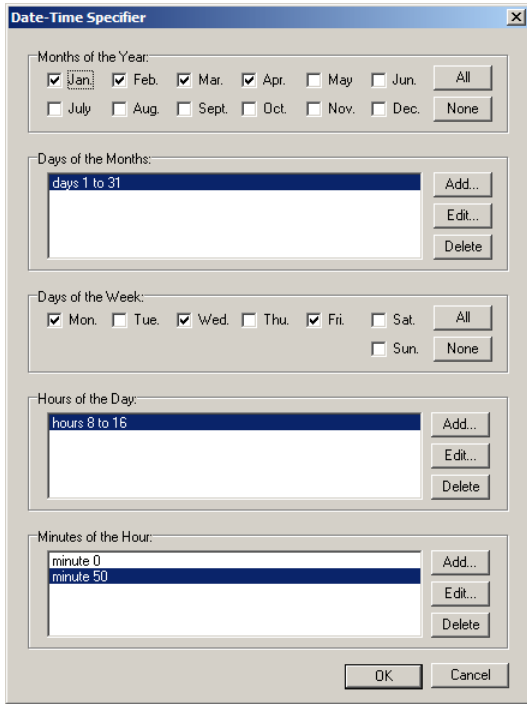 Date-Time Specifier
Months of the Year:
Jan. Feb. Mar. Apr. May Jun. All
July Aug. Sept. Oct. Nov. Dec. None
Days of the Months:
days 1 to 31
Add...
Edit...
Delete
Days of the Week:
Mon. Tue. Wed. Thu. Fri. Sat. All
Sun. None
Hours of the Day:
hours 8 to 16
Add...
Edit...
Delete
Minutes of the Hour:
minute 0 Add...
minute 50
Edit...
Delete
OK Cancel